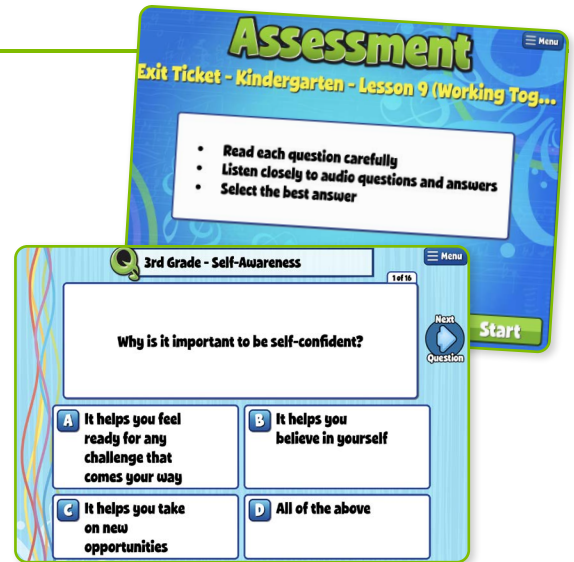 Assessment
Menu
Exit Ticket - Kindergarten - Lesson 9 (Working Tog...
• Read each question carefully
• Listen closely to audio questions and answers
• Select the best answer
Start
Q
3rd Grade - Self-Awareness
Menu
1 of 16
Why is it important to be self-confident?
Next
Question
A It helps you feel
ready for any
challenge that
comes your way
B It helps you
believe in yourself
C It helps you take
on new
opportunities
D All of the above